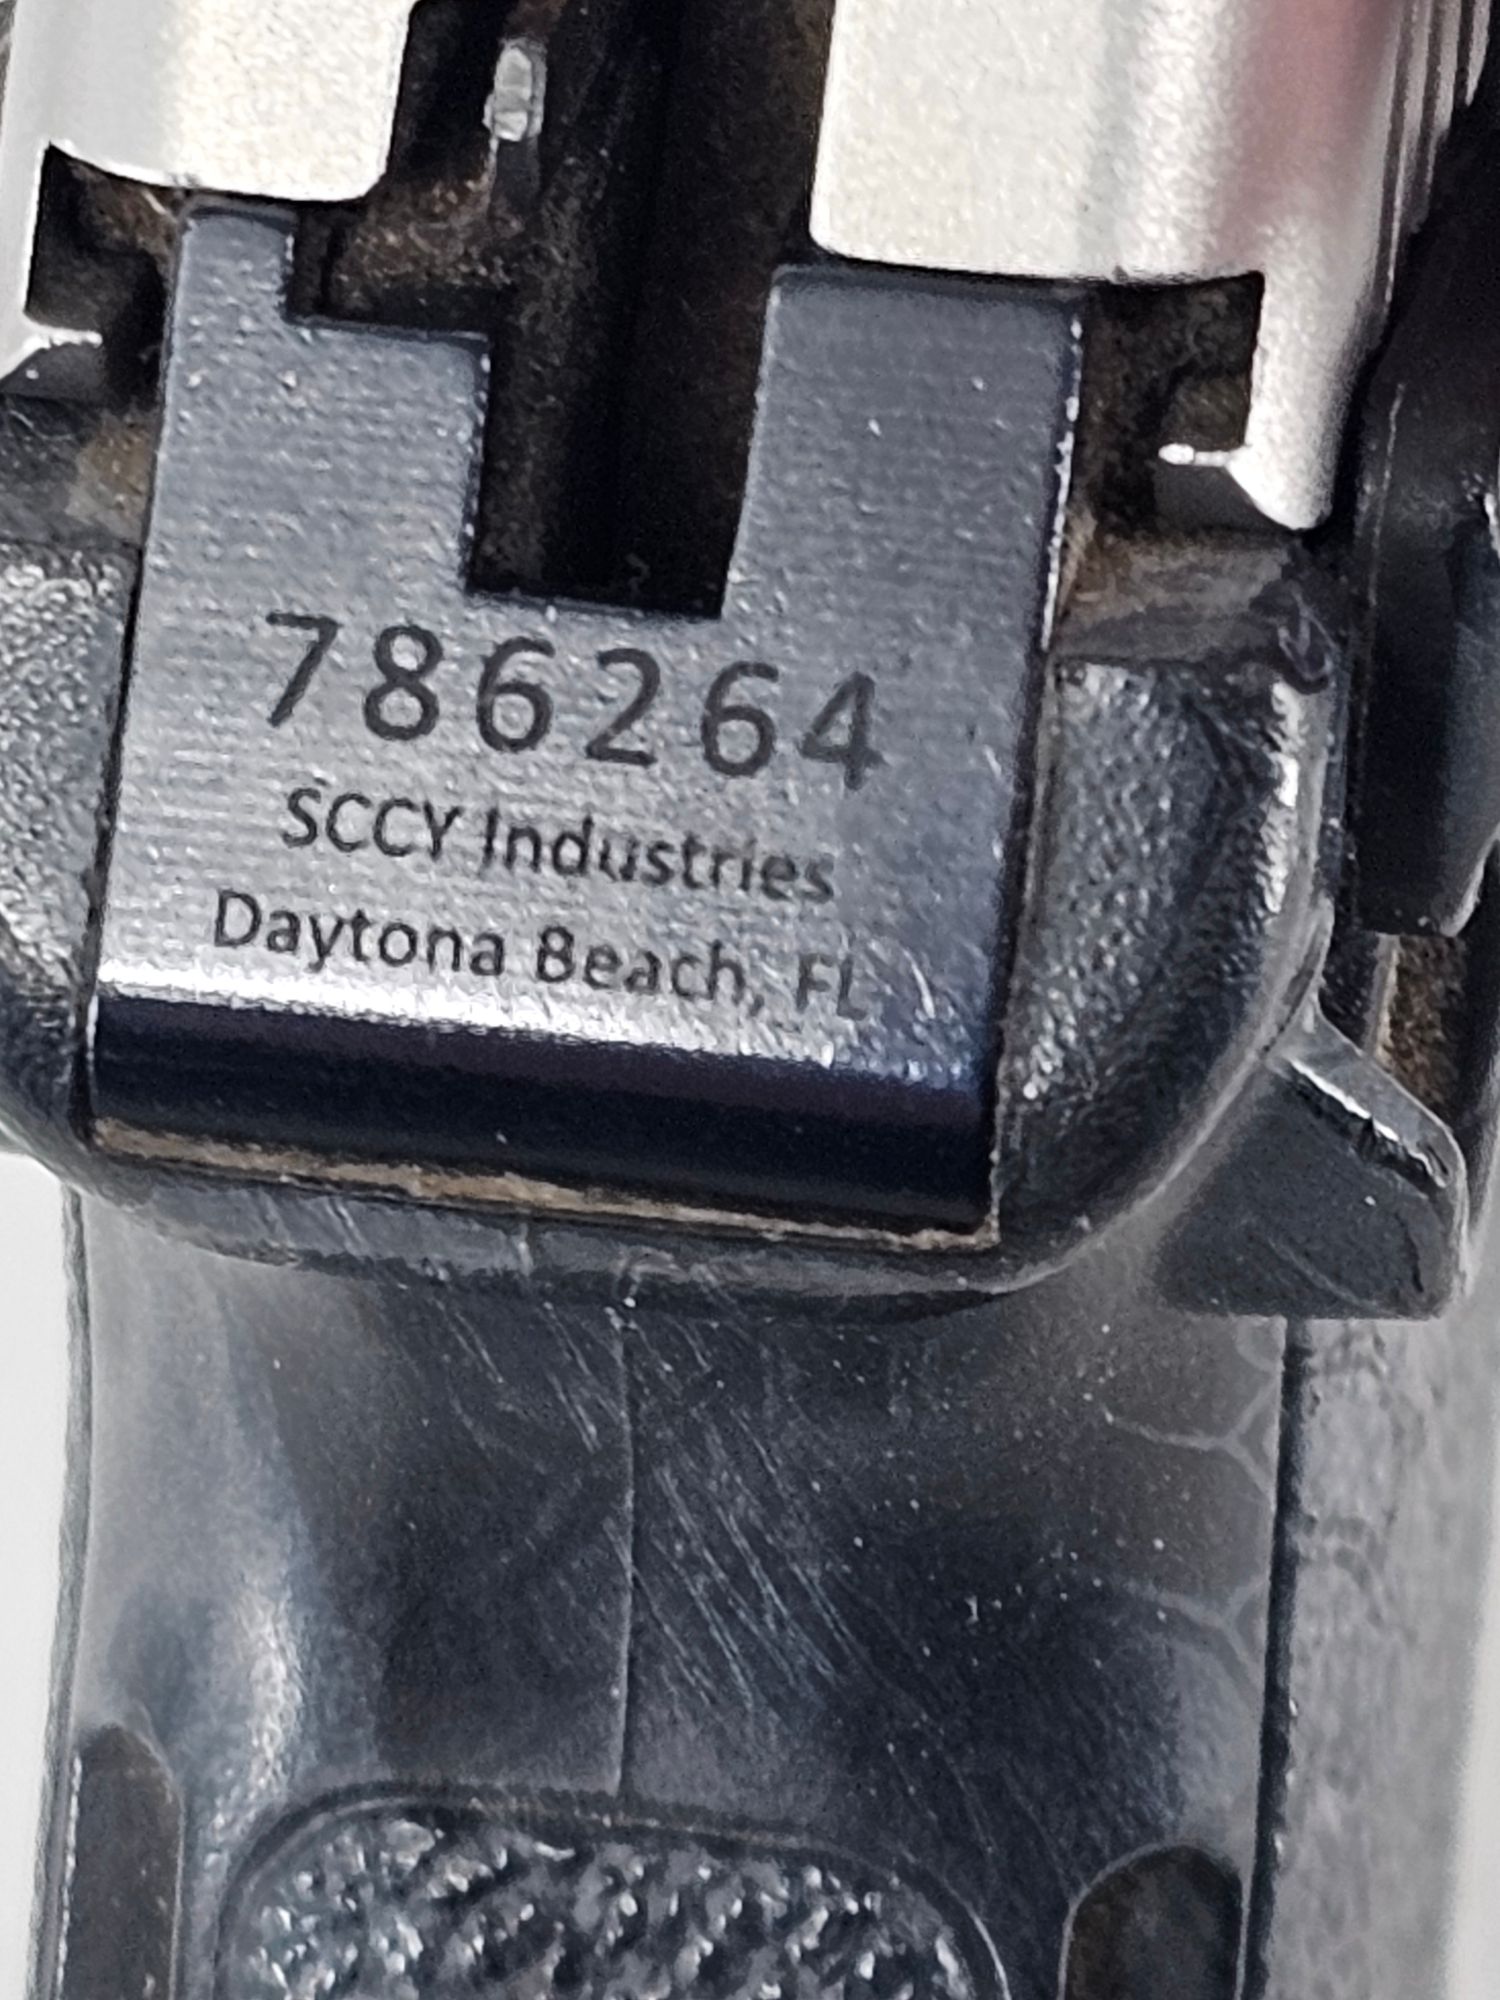 786264
SCCY Industries
Daytona Beach, FL